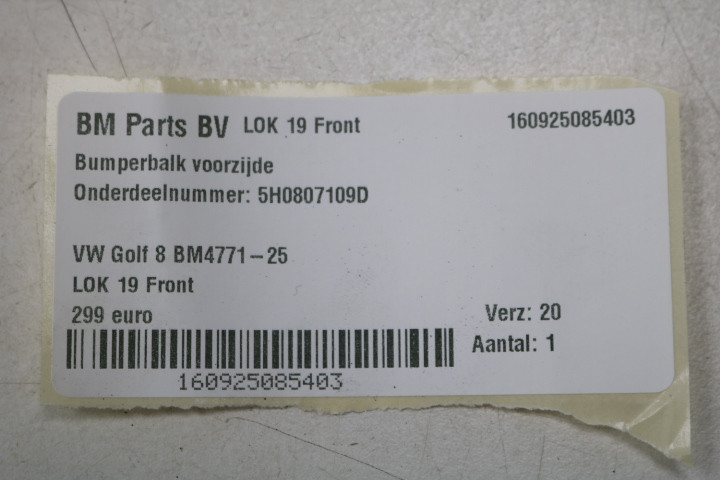 BM Parts BV LOK 19 Front 160925085403
Bumperbalk voorzijde
Onderdeelnummer: 5H0807109D
VW Golf 8 BM4771-25
LOK 19 Front
299 euro Verz: 20
Aantal: 1
160925085403